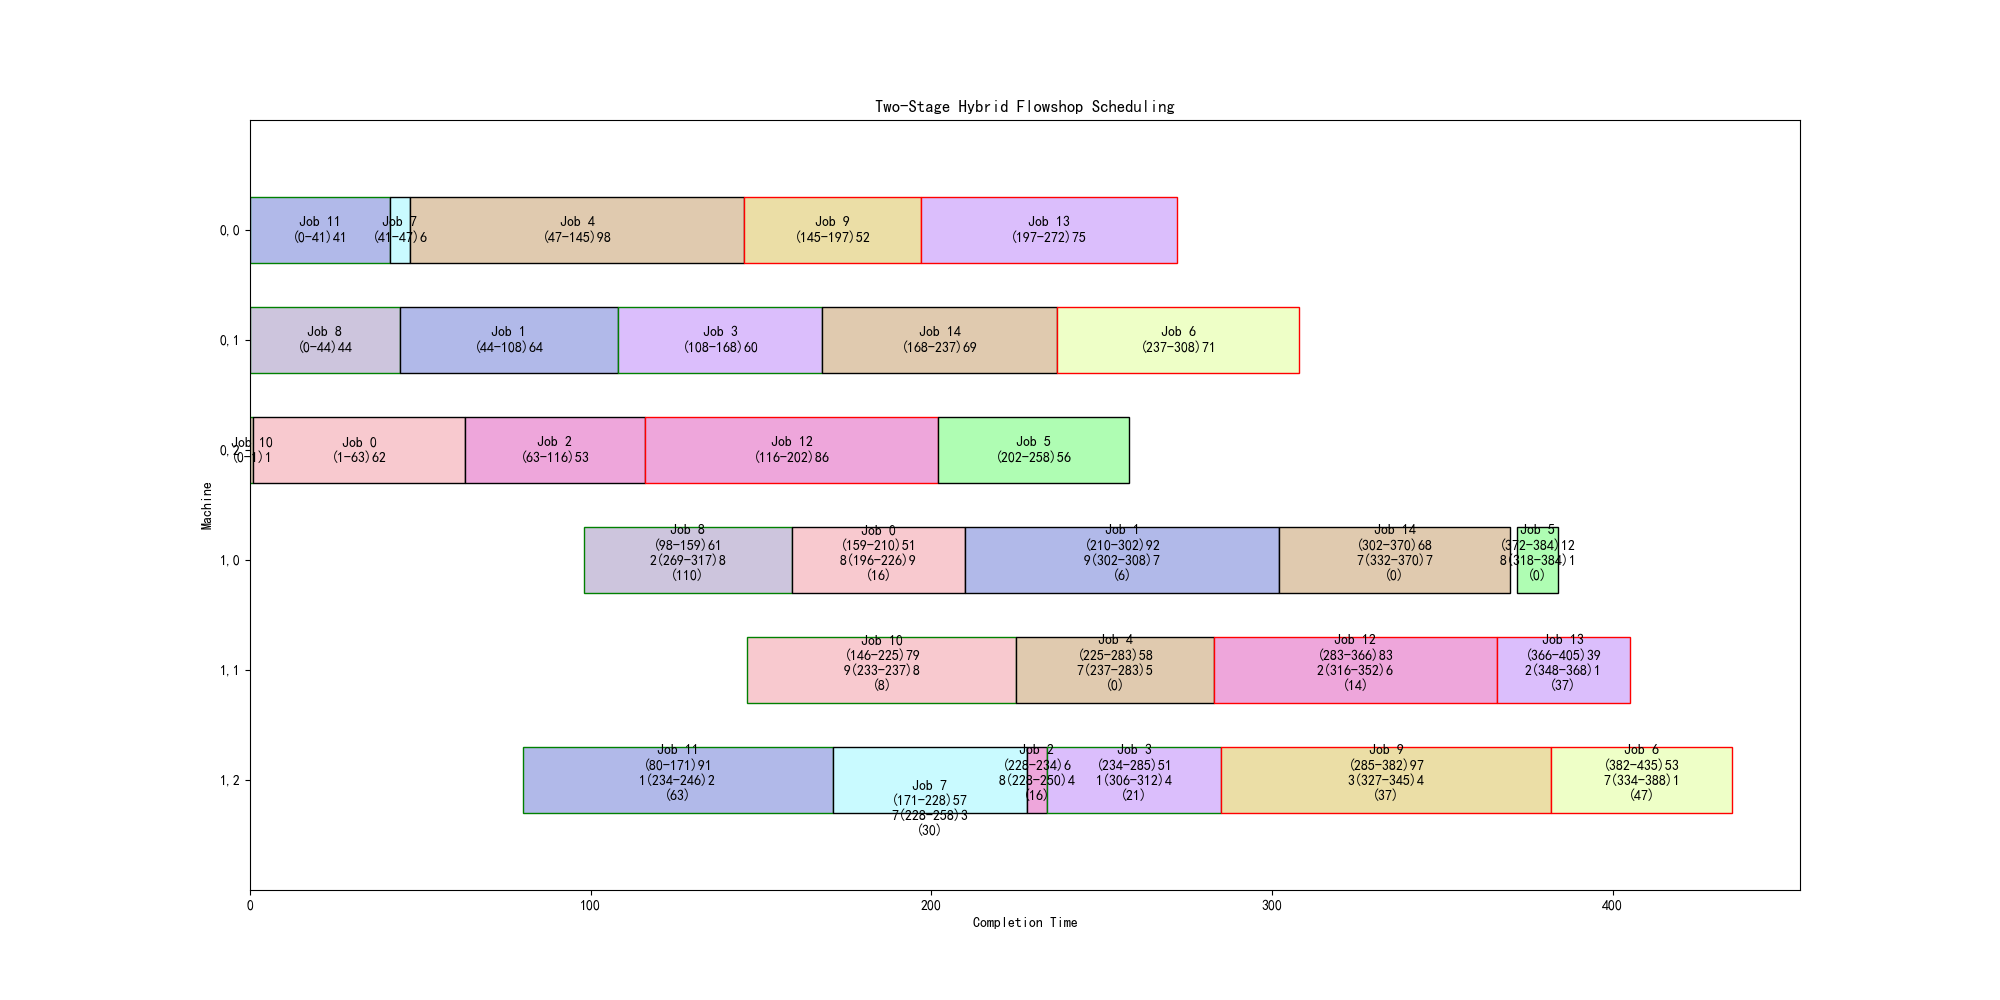 Two-Stage Hybrid Flowshop Scheduling
0,0
Job 11
(0-41)41
Job 7
(41-47)6
Job 4
(47-145)98
Job 9
(145-197)52
Job 13
(197-272)75
0,1
Job 8
(0-44)44
Job 1
(44-108)64
Job 3
(108-168)60
Job 14
(168-237)69
Job 6
(237-308)71
0,2
Job 10
(0-1)1
Job 0
(1-63)62
Job 2
(63-116)53
Job 12
(116-202)86
Job 5
(202-258)56
Machine
1,0
Job 8
(98-159)61
2(269-317)8
(110)
Job 0
(159-210)51
8(196-226)9
(16)
Job 1
(210-302)92
9(302-308)7
(6)
Job 14
(302-370)68
7(332-370)7
(0)
Job 5
(372-384)12
8(318-384)1
(0)
1,1
Job 10
(146-225)79
9(233-237)8
(8)
Job 4
(225-283)58
7(237-283)5
(0)
Job 12
(283-366)83
2(316-352)6
(14)
Job 13
(366-405)39
2(348-368)1
(37)
1,2
Job 11
(80-171)91
1(234-246)2
(63)
Job 7
(171-228)57
7(228-258)3
(30)
Job 2
(228-234)6
8(228-250)4
(16)
Job 3
(234-285)51
1(306-312)4
(21)
Job 9
(285-382)97
3(327-345)4
(37)
Job 6
(382-435)53
7(334-388)1
(47)
0
100
200
300
400
Completion Time